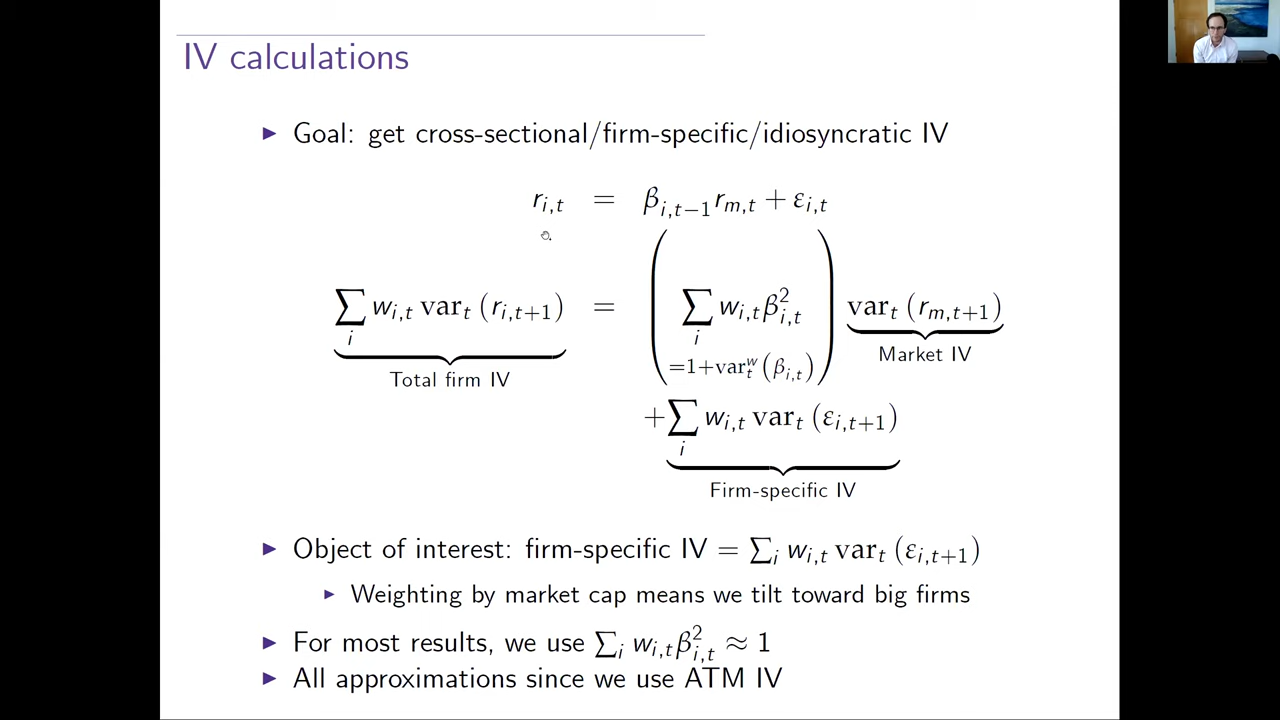 IV calculations
▶ Goal: get cross-sectional/firm-specific/idiosyncratic IV
r_{i,t} = β_{i,t−1} r_{m,t} + ε_{i,t}
∑_i w_{i,t} var_t (r_{i,t+1}) = (∑_i w_{i,t} β²_{i,t}) var_t (r_{m,t+1})
=1+var^w_t (β_{i,t})
Total firm IV
Market IV
+ ∑_i w_{i,t} var_t (ε_{i,t+1})
Firm-specific IV
▶ Object of interest: firm-specific IV = ∑_i w_{i,t} var_t (ε_{i,t+1})
▶ Weighting by market cap means we tilt toward big firms
▶ For most results, we use ∑_i w_{i,t} β²_{i,t} ≈ 1
▶ All approximations since we use ATM IV